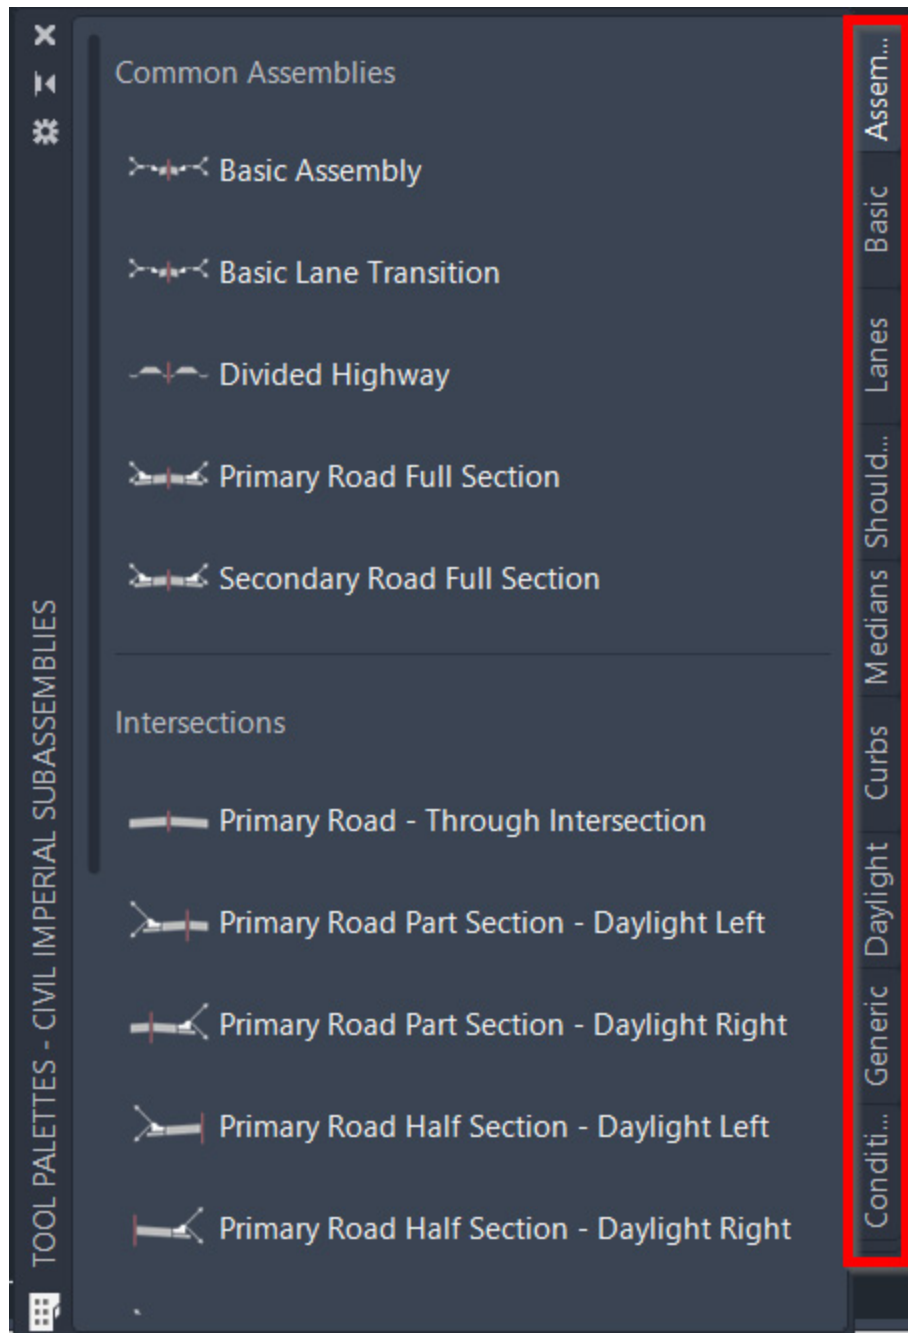 Common Assemblies
Basic Assembly
Basic Lane Transition
Divided Highway
Primary Road Full Section
Secondary Road Full Section
Intersections
Primary Road - Through Intersection
Primary Road Part Section - Daylight Left
Primary Road Part Section - Daylight Right
Primary Road Half Section - Daylight Left
Primary Road Half Section - Daylight Right
TOOL PALETTES - CIVIL IMPERIAL SUBASSEMBLIES
Assem...
Basic
Lanes
Should...
Medians
Curbs
Daylight
Generic
Conditi...